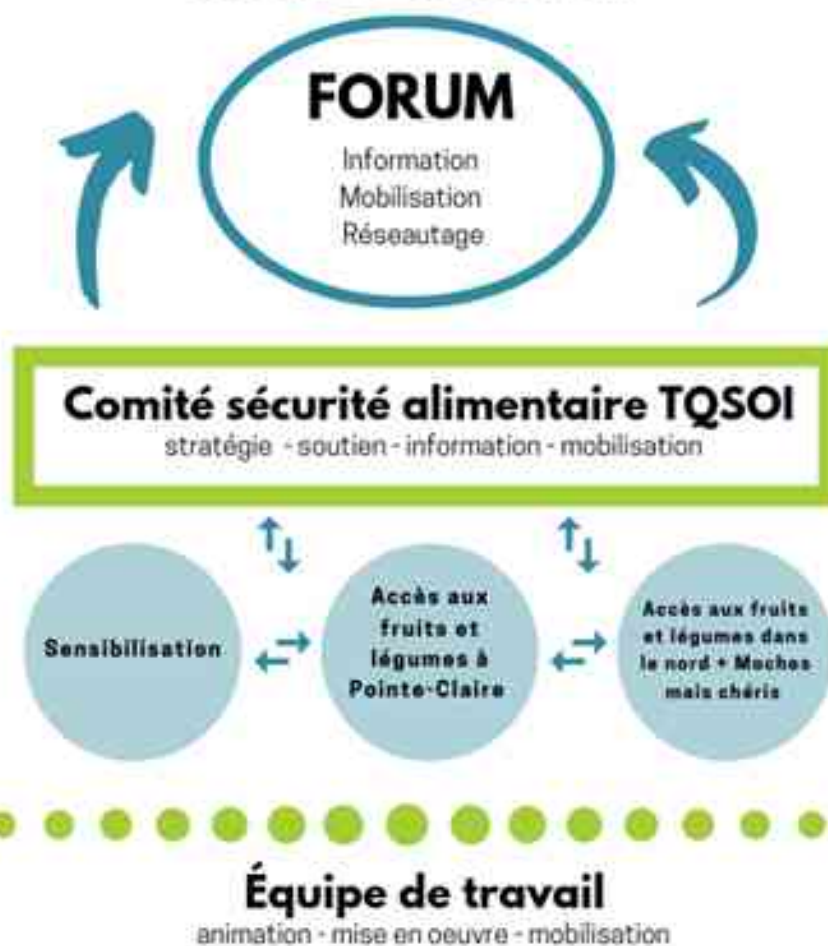 FORUM
Information
Mobilisation
Réseautage
Comité sécurité alimentaire TQSOI
stratégie - soutien - information - mobilisation
Sensibilisation
Accès aux
fruits et
légumes à
Pointe-Claire
Accès aux fruits
et légumes dans
le nord + Moches
mais chéris
Équipe de travail
animation - mise en oeuvre - mobilisation